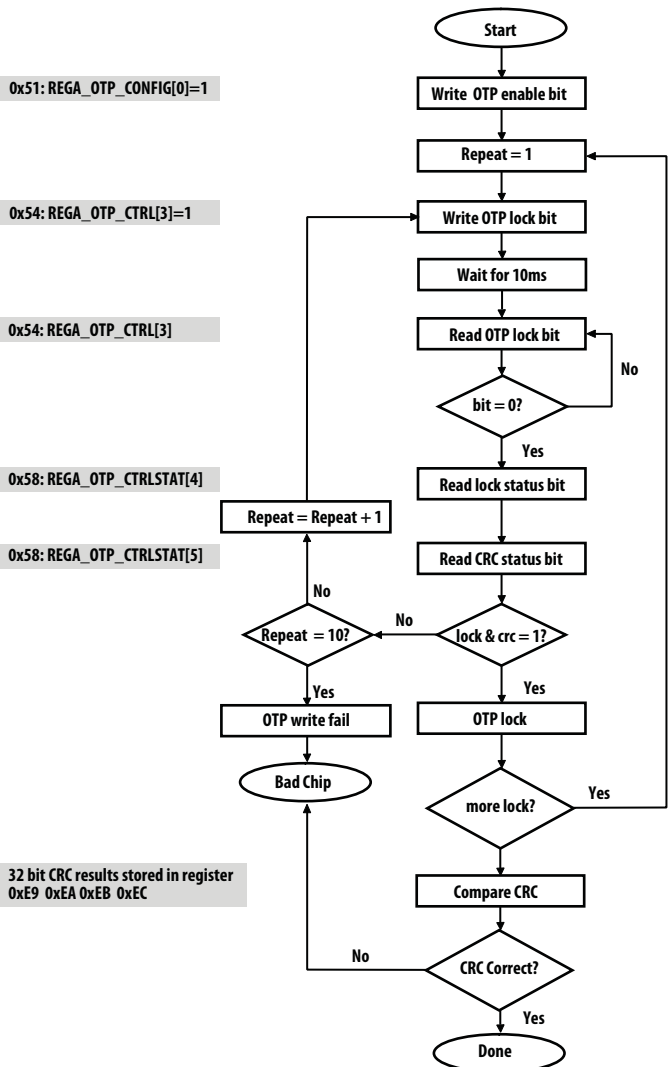 Start
0x51: REGA_OTP_CONFIG[0]=1
Write OTP enable bit
Repeat = 1
0x54: REGA_OTP_CTRL[3]=1
Write OTP lock bit
Wait for 10ms
0x54: REGA_OTP_CTRL[3]
Read OTP lock bit
No
bit = 0?
Yes
0x58: REGA_OTP_CTRLSTAT[4]
Read lock status bit
Repeat = Repeat + 1
0x58: REGA_OTP_CTRLSTAT[5]
Read CRC status bit
No
Repeat = 10?
No
lock & crc = 1?
Yes
Yes
OTP write fail
OTP lock
Bad Chip
more lock?
Yes
32 bit CRC results stored in register
0xE9 0xEA 0xEB 0xEC
Compare CRC
No
CRC Correct?
Yes
Done